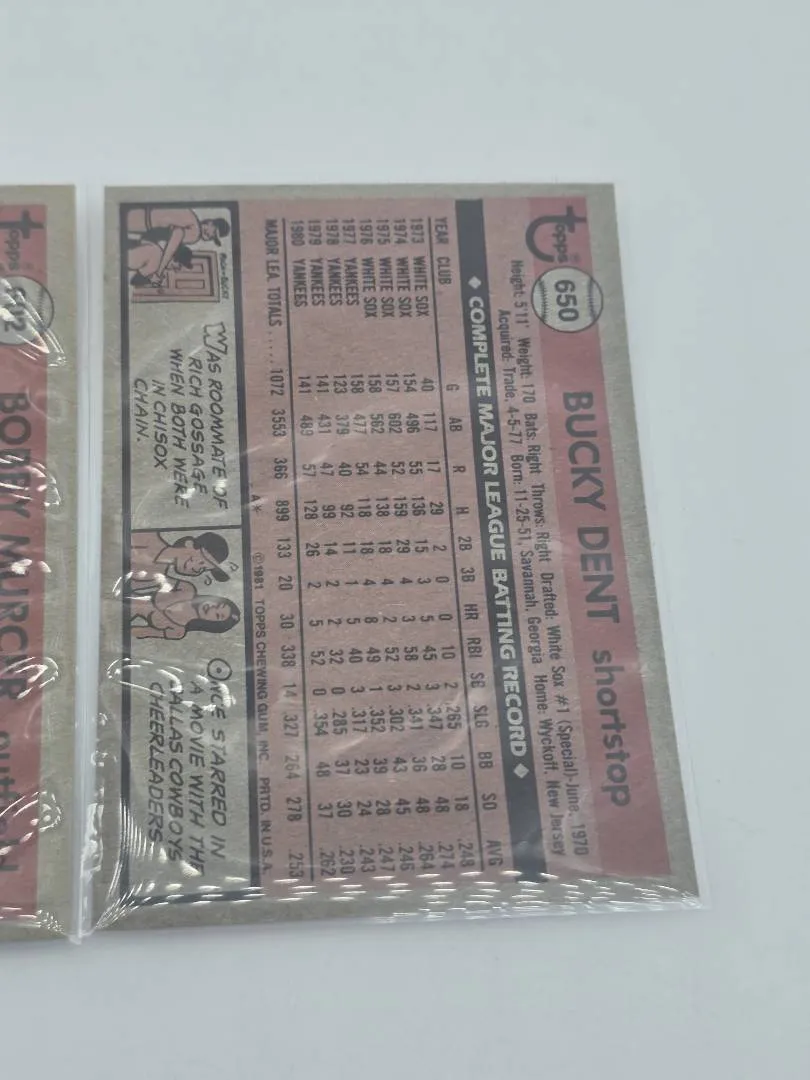 Topps 650 BUCKY DENT shortstop
Height: 5'11" Weight: 170 Bats: Right Throws: Right Drafted: White Sox #1 (Special)-June, 1970
Acquired: Trade, 4-5-77 Born: 11-25-51, Savannah, Georgia Home: Wyckoff, New Jersey
◆ COMPLETE MAJOR LEAGUE BATTING RECORD ◆
YEAR CLUB G AB R H 2B 3B HR RBI SB SLG BB SO AVG
1973 WHITE SOX 40 117 17 29 2 0 0 10 2 .265 10 18 .248
1974 WHITE SOX 154 496 55 136 15 3 5 45 3 .347 28 48 .274
1975 WHITE SOX 157 602 52 159 29 4 3 58 2 .341 36 48 .264
1976 WHITE SOX 158 562 44 138 18 4 2 52 3 .302 43 45 .246
1977 YANKEES 158 477 54 118 18 4 8 49 1 .352 39 28 .247
1978 YANKEES 123 379 40 92 11 1 5 40 3 .317 23 24 .243
1979 YANKEES 141 431 47 99 14 2 2 32 0 .285 37 30 .230
1980 YANKEES 141 489 57 128 26 2 5 52 0 .354 48 37 .262
MAJOR LEA. TOTALS ..... 1072 3553 366 899 133 20 30 338 14 .327 264 278 .253
A* ©1981 TOPPS CHEWING GUM, INC. PRTD. IN U.S.A.
WAS ROOMMATE OF
RICH GOSSAGE
WHEN BOTH WERE
IN CHISOX
CHAIN.
ONCE STARRED IN
A MOVIE WITH THE
DALLAS COWBOYS
CHEERLEADERS
Topps 602 BOBBY MURCER outfield